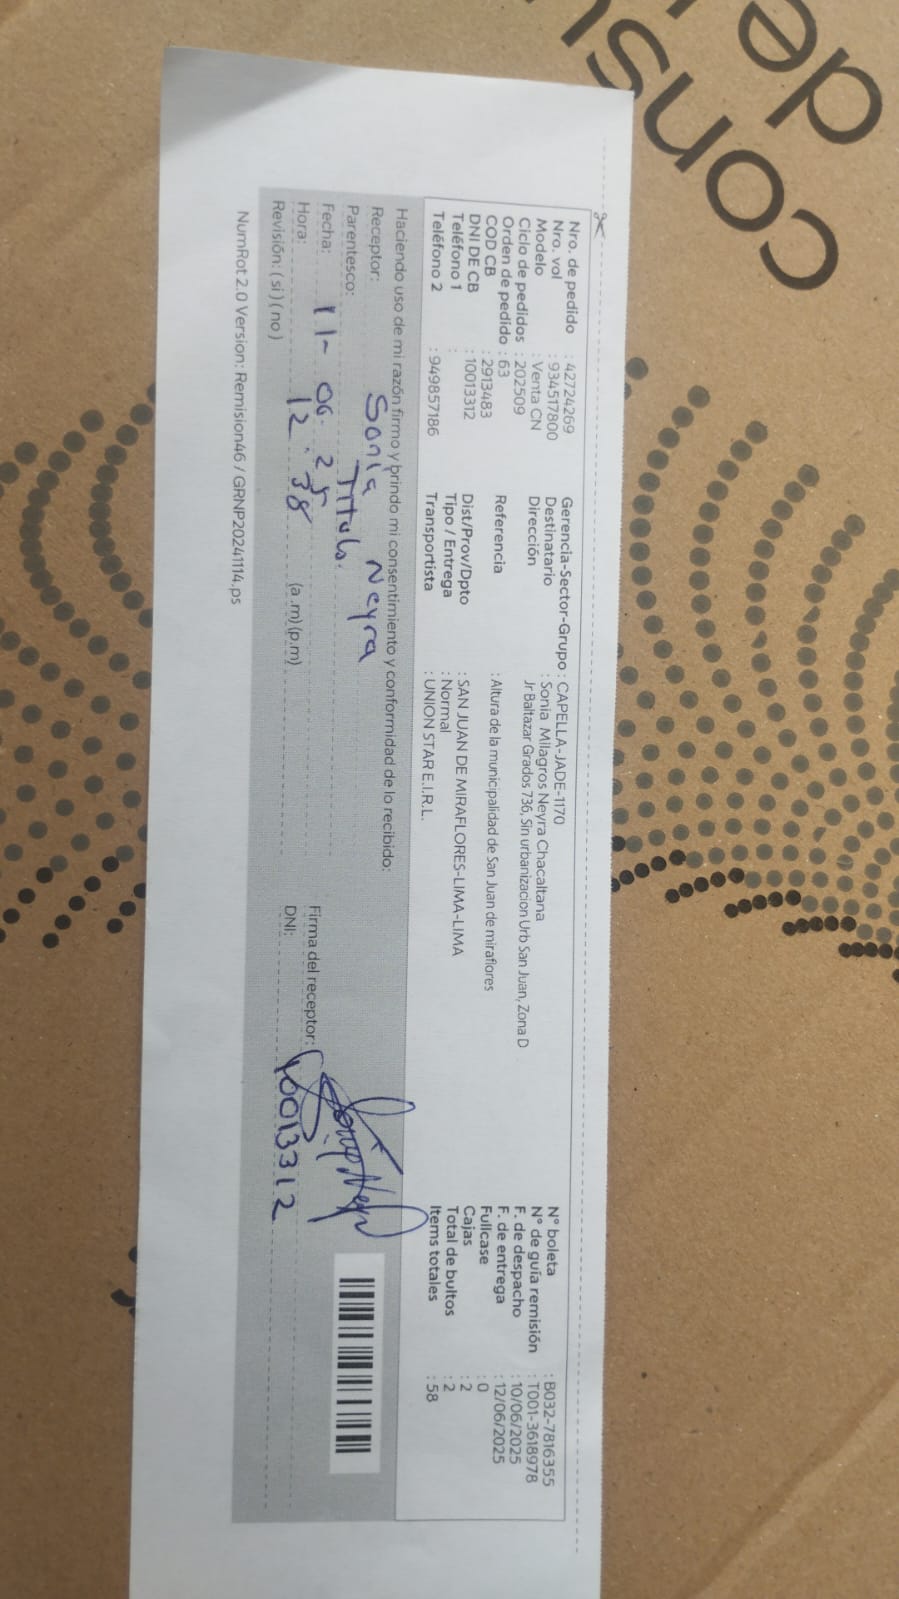 consu
de
Nro. de pedido : 42724269
Nro. vol : 934517800
Modelo : Venta CN
Ciclo de pedidos : 202509
Orden de pedido : 63
COD CB : 2913483
DNI DE CB : 10013312
Teléfono 1 :
Teléfono 2 : 949857186
Gerencia-Sector-Grupo : CAPELLA-JADE-1170
Destinatario : Sonia Milagros Neyra Chacaltana
Dirección Jr Baltazar Grados 736, Sin urbanizacion Urb San Juan, Zona D
Referencia : Altura de la municipalidad de San Juan de miraflores
Dist/Prov/Dpto : SAN JUAN DE MIRAFLORES-LIMA-LIMA
Tipo / Entrega : Normal
Transportista : UNION STAR E.I.R.L.
N° boleta : B032-7816355
N° de guía remisión : T001-3618978
F. de despacho : 10/06/2025
F. de entrega : 12/06/2025
Fullcase : 0
Cajas : 2
Total de bultos : 2
Items totales : 58
Haciendo uso de mi razón firmo y brindo mi consentimiento y conformidad de lo recibido:
Receptor: Sonia Neyra
Parentesco: Titular.
Fecha: 11- 06. 25
Hora: 12.38 (a.m)(p.m)
Revisión: (si)(no)
Firma del receptor:
DNI: 10013312
NumRot 2.0 Version: Remision46 / GRNP20241114.ps